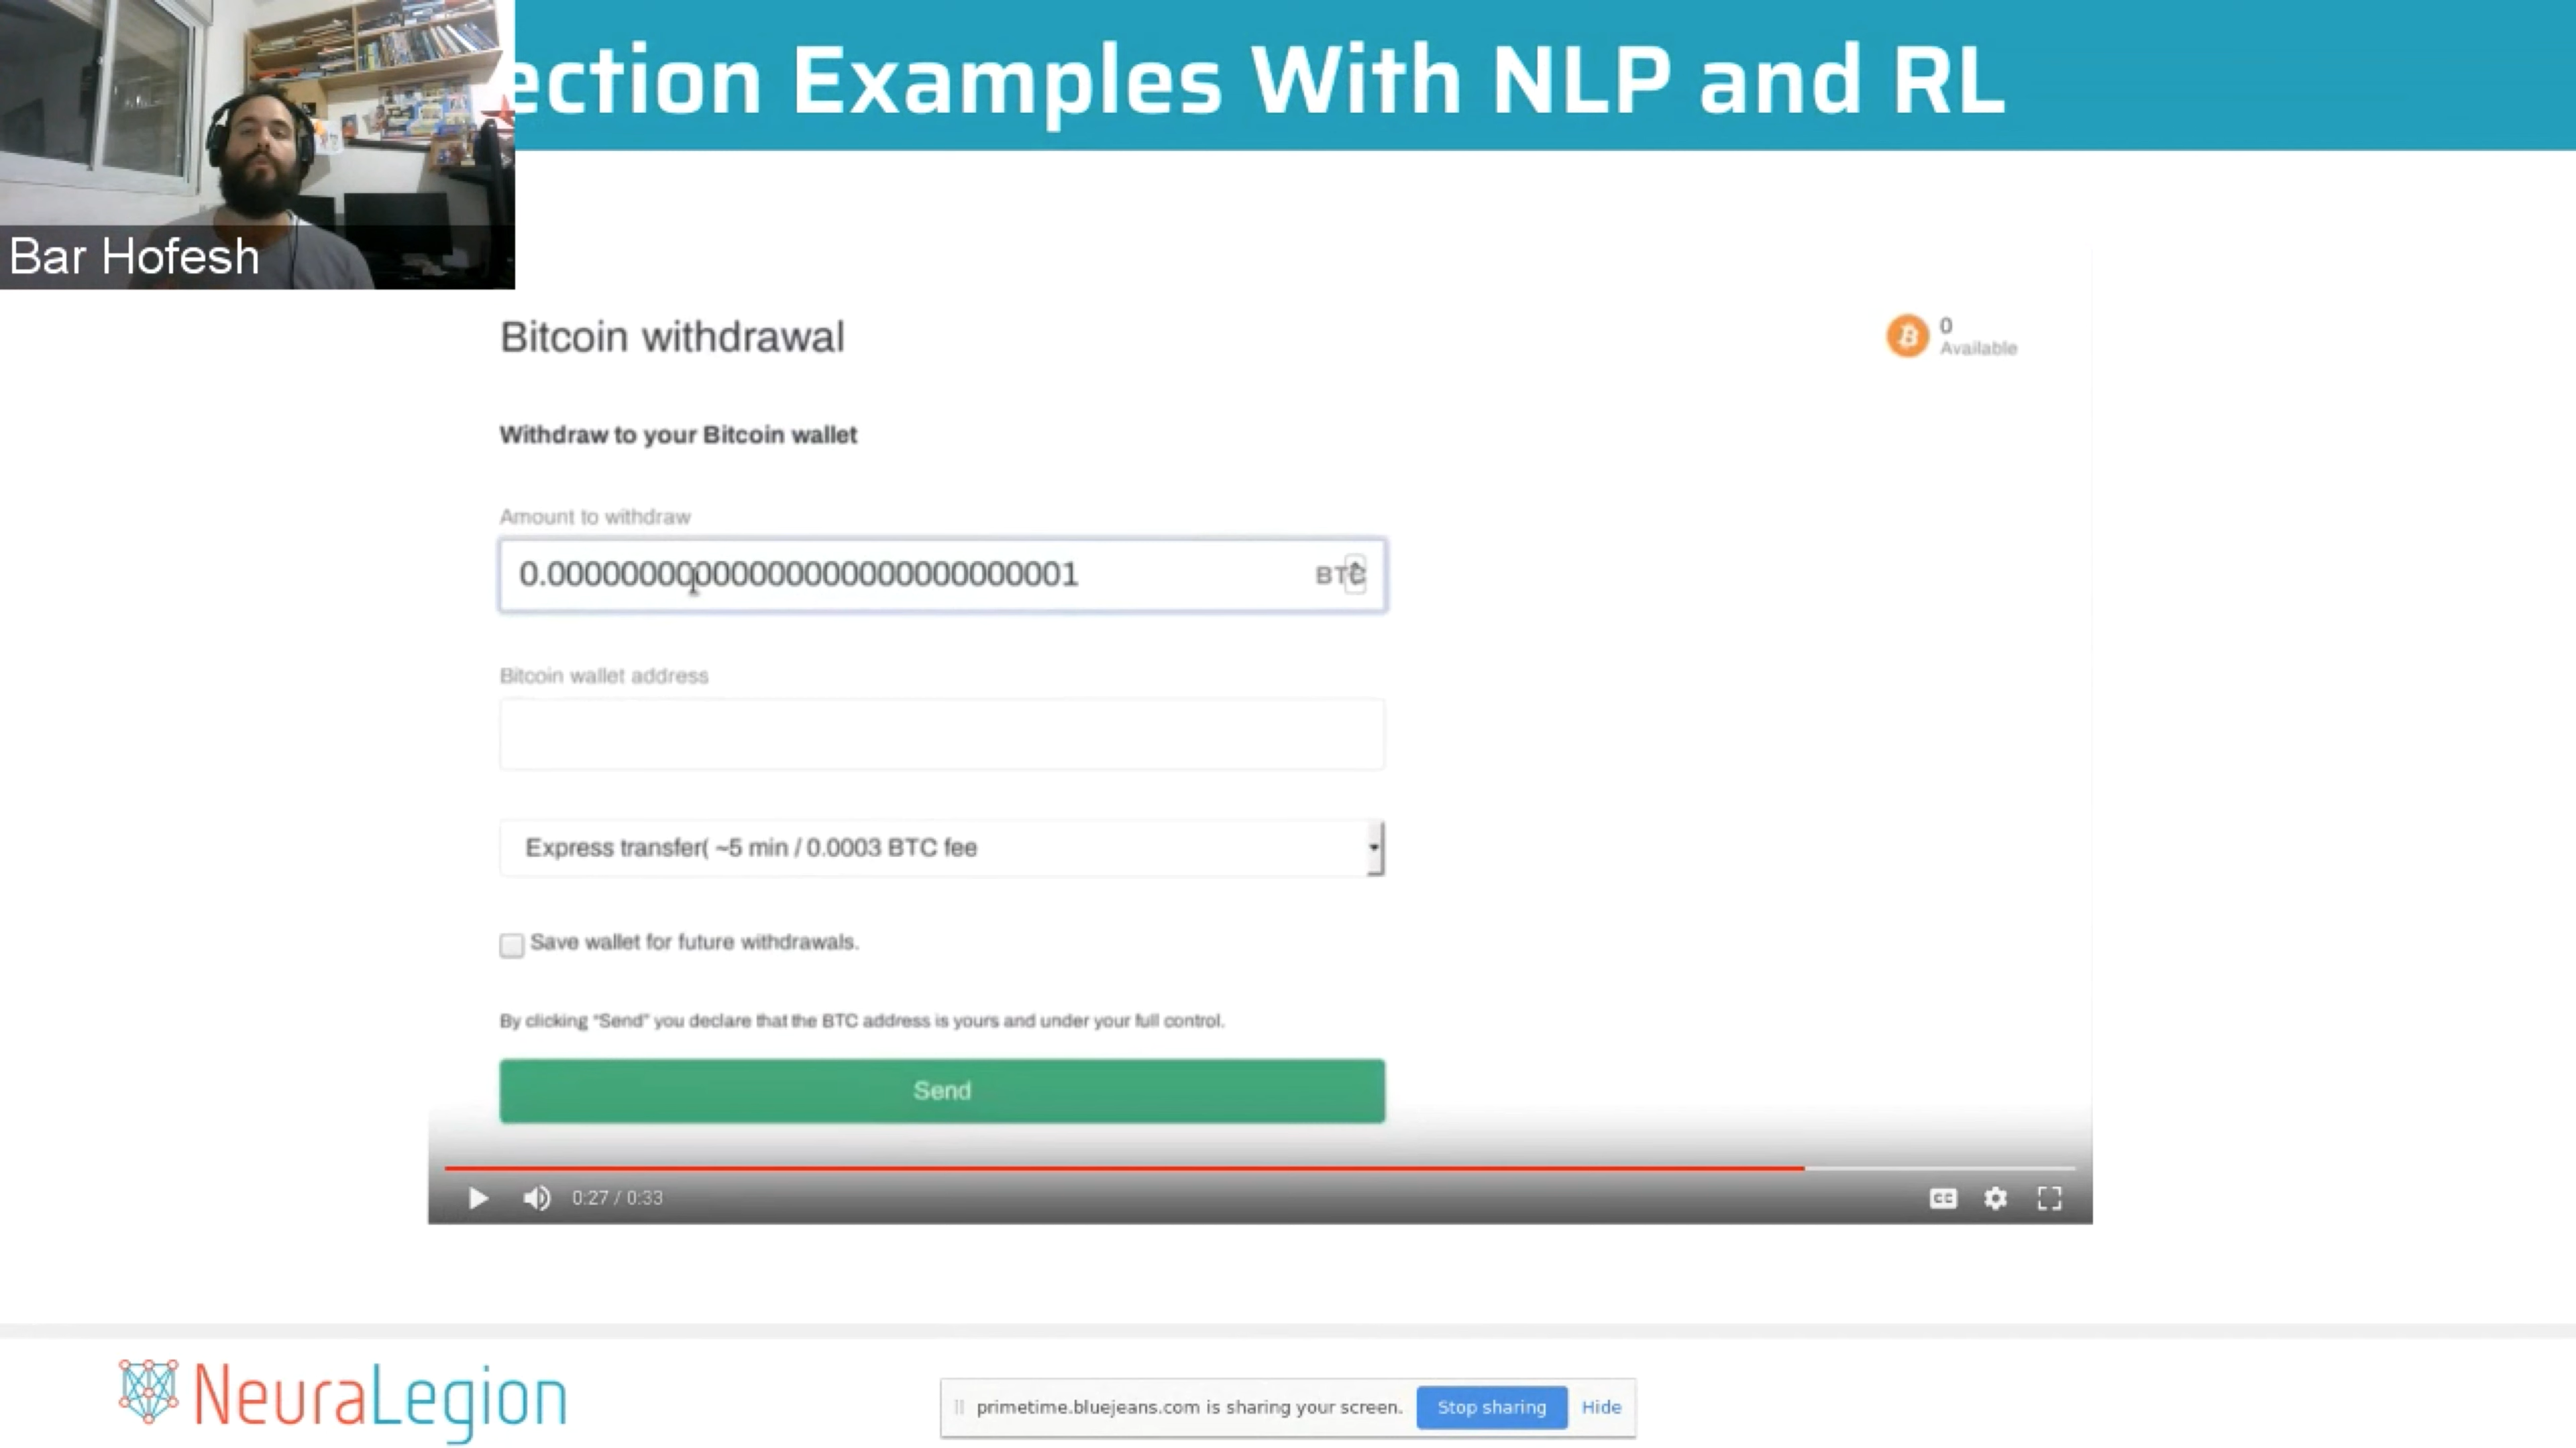 ection Examples With NLP and RL
Bar Hofesh
Bitcoin withdrawal
0
Available
Withdraw to your Bitcoin wallet
Amount to withdraw
0.00000000000000000000000000001
BTC
Bitcoin wallet address
Express transfer( ~5 min / 0.0003 BTC fee
Save wallet for future withdrawals.
By clicking "Send" you declare that the BTC address is yours and under your full control.
Send
0:27 / 0:33
CC
NeuraLegion
primetime.bluejeans.com is sharing your screen.
Stop sharing
Hide